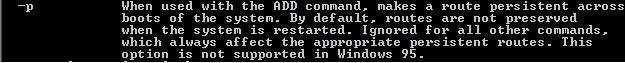 -p When used with the ADD command, makes a route persistent across
boots of the system. By default, routes are not preserved
when the system is restarted. Ignored for all other commands,
which always affect the appropriate persistent routes. This
option is not supported in Windows 95.